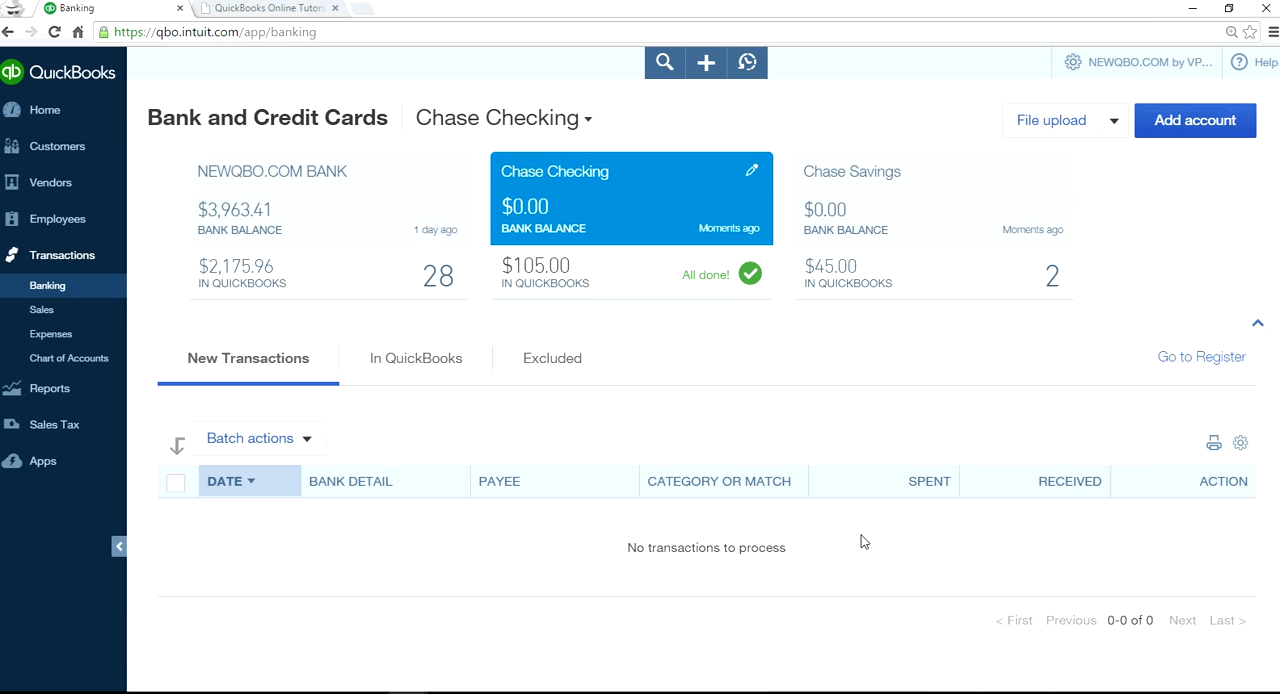 Banking
QuickBooks Online Tutori
https://qbo.intuit.com/app/banking
qb QuickBooks
NEWQBO.COM by VP...
? Help
Home
Customers
Vendors
Employees
Transactions
Banking
Sales
Expenses
Chart of Accounts
Reports
Sales Tax
Apps
Bank and Credit Cards
Chase Checking
File upload
Add account
NEWQBO.COM BANK
$3,963.41
BANK BALANCE
1 day ago
$2,175.96
IN QUICKBOOKS
28
Chase Checking
$0.00
BANK BALANCE
Moments ago
$105.00
IN QUICKBOOKS
All done!
Chase Savings
$0.00
BANK BALANCE
Moments ago
$45.00
IN QUICKBOOKS
2
New Transactions
In QuickBooks
Excluded
Go to Register
Batch actions
DATE
BANK DETAIL
PAYEE
CATEGORY OR MATCH
SPENT
RECEIVED
ACTION
No transactions to process
< First Previous 0-0 of 0 Next Last >